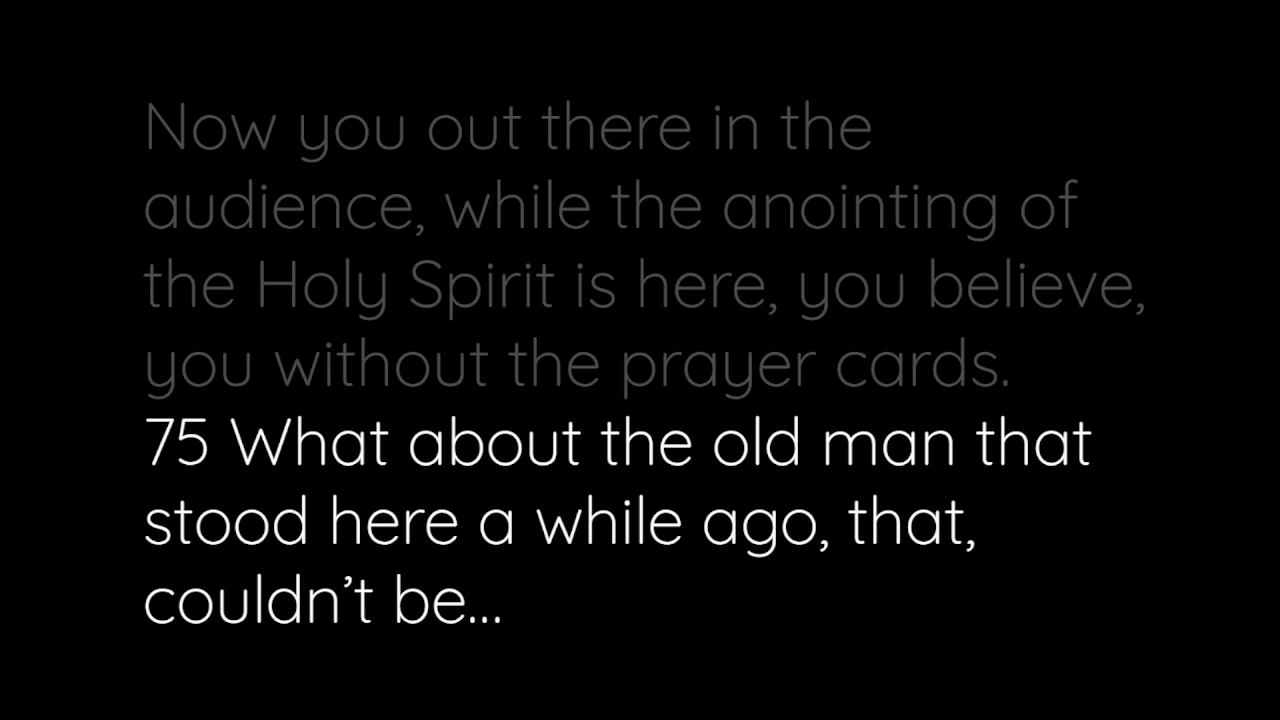 Now you out there in the
audience, while the anointing of
the Holy Spirit is here, you believe,
you without the prayer cards.
75 What about the old man that
stood here a while ago, that,
couldn’t be...